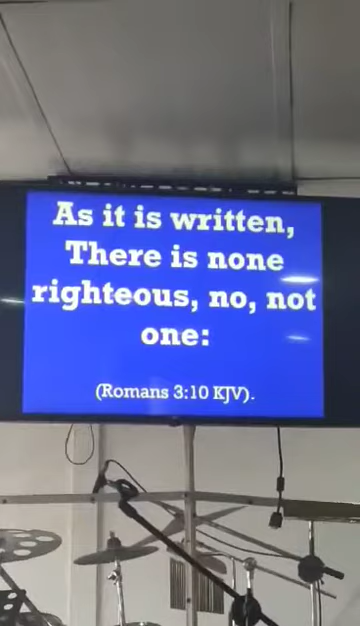 As it is written,
There is none
righteous, no, not
one:
(Romans 3:10 KJV).